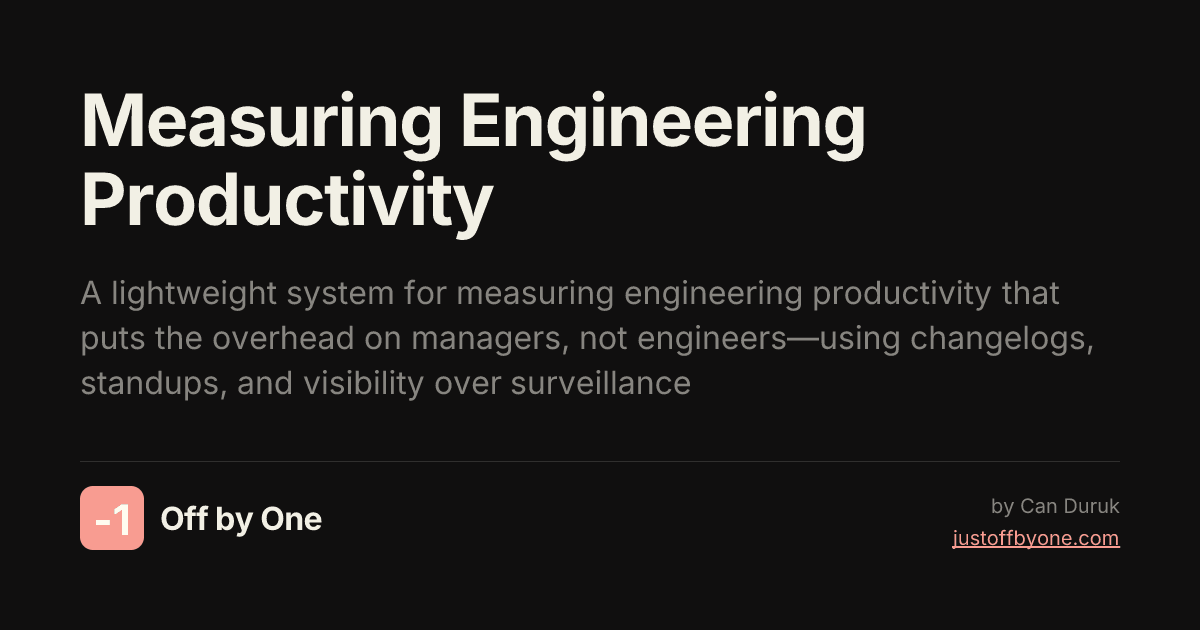 Measuring Engineering
Productivity
A lightweight system for measuring engineering productivity that
puts the overhead on managers, not engineers—using changelogs,
standups, and visibility over surveillance
-1
Off by One
by Can Duruk
justoffbyone.com